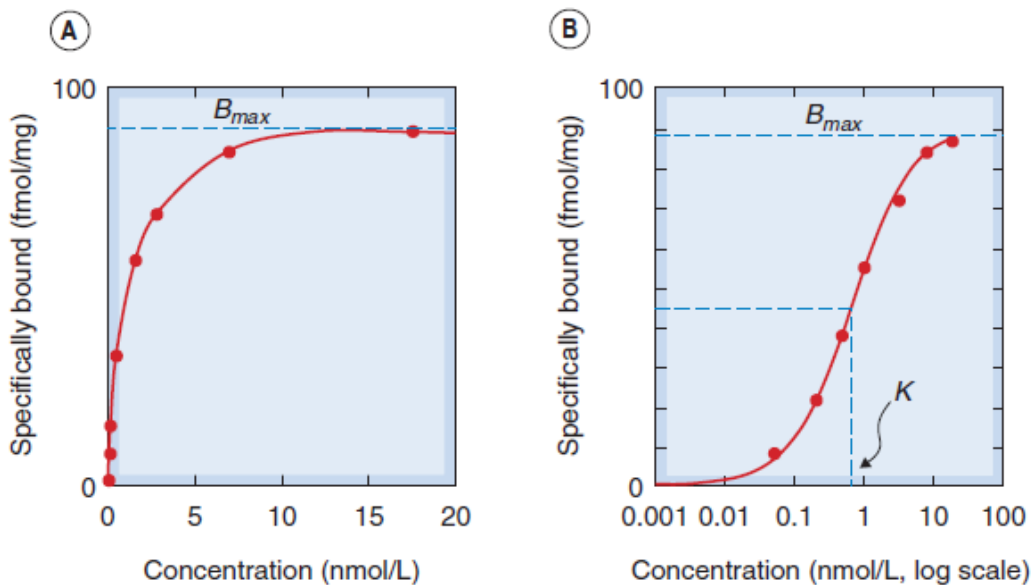 A
100
B_max
Specifically bound (fmol/mg)
0
0 5 10 15 20
Concentration (nmol/L)
B
100
B_max
Specifically bound (fmol/mg)
K
0
0.001 0.01 0.1 1 10 100
Concentration (nmol/L, log scale)